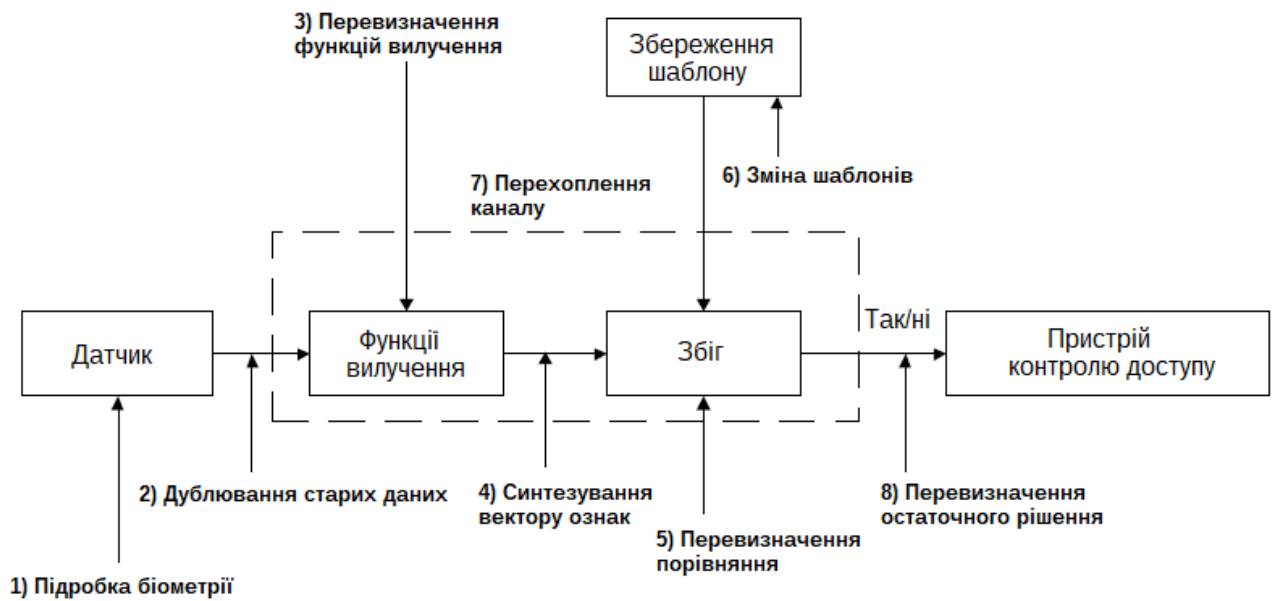 3) Перевизначення
функцій вилучення
Збереження
шаблону
6) Зміна шаблонів
7) Перехоплення
каналу
Датчик
Функції
вилучення
Збіг
Так/ні
Пристрій
контролю доступу
2) Дублювання старих даних
4) Синтезування
вектору ознак
8) Перевизначення
остаточного рішення
5) Перевизначення
порівняння
1) Підробка біометрії